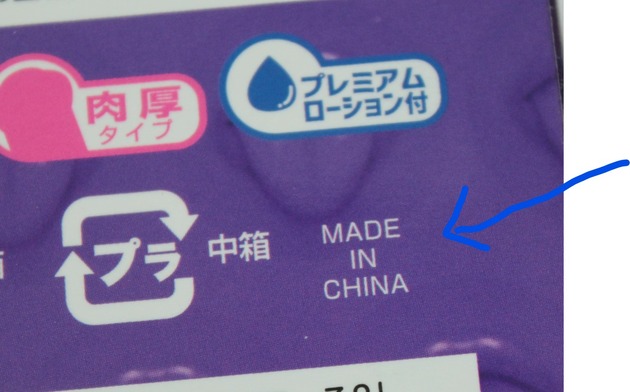 肉厚
タイプ
プレミアム
ローション付
プラ
中箱
MADE
IN
CHINA